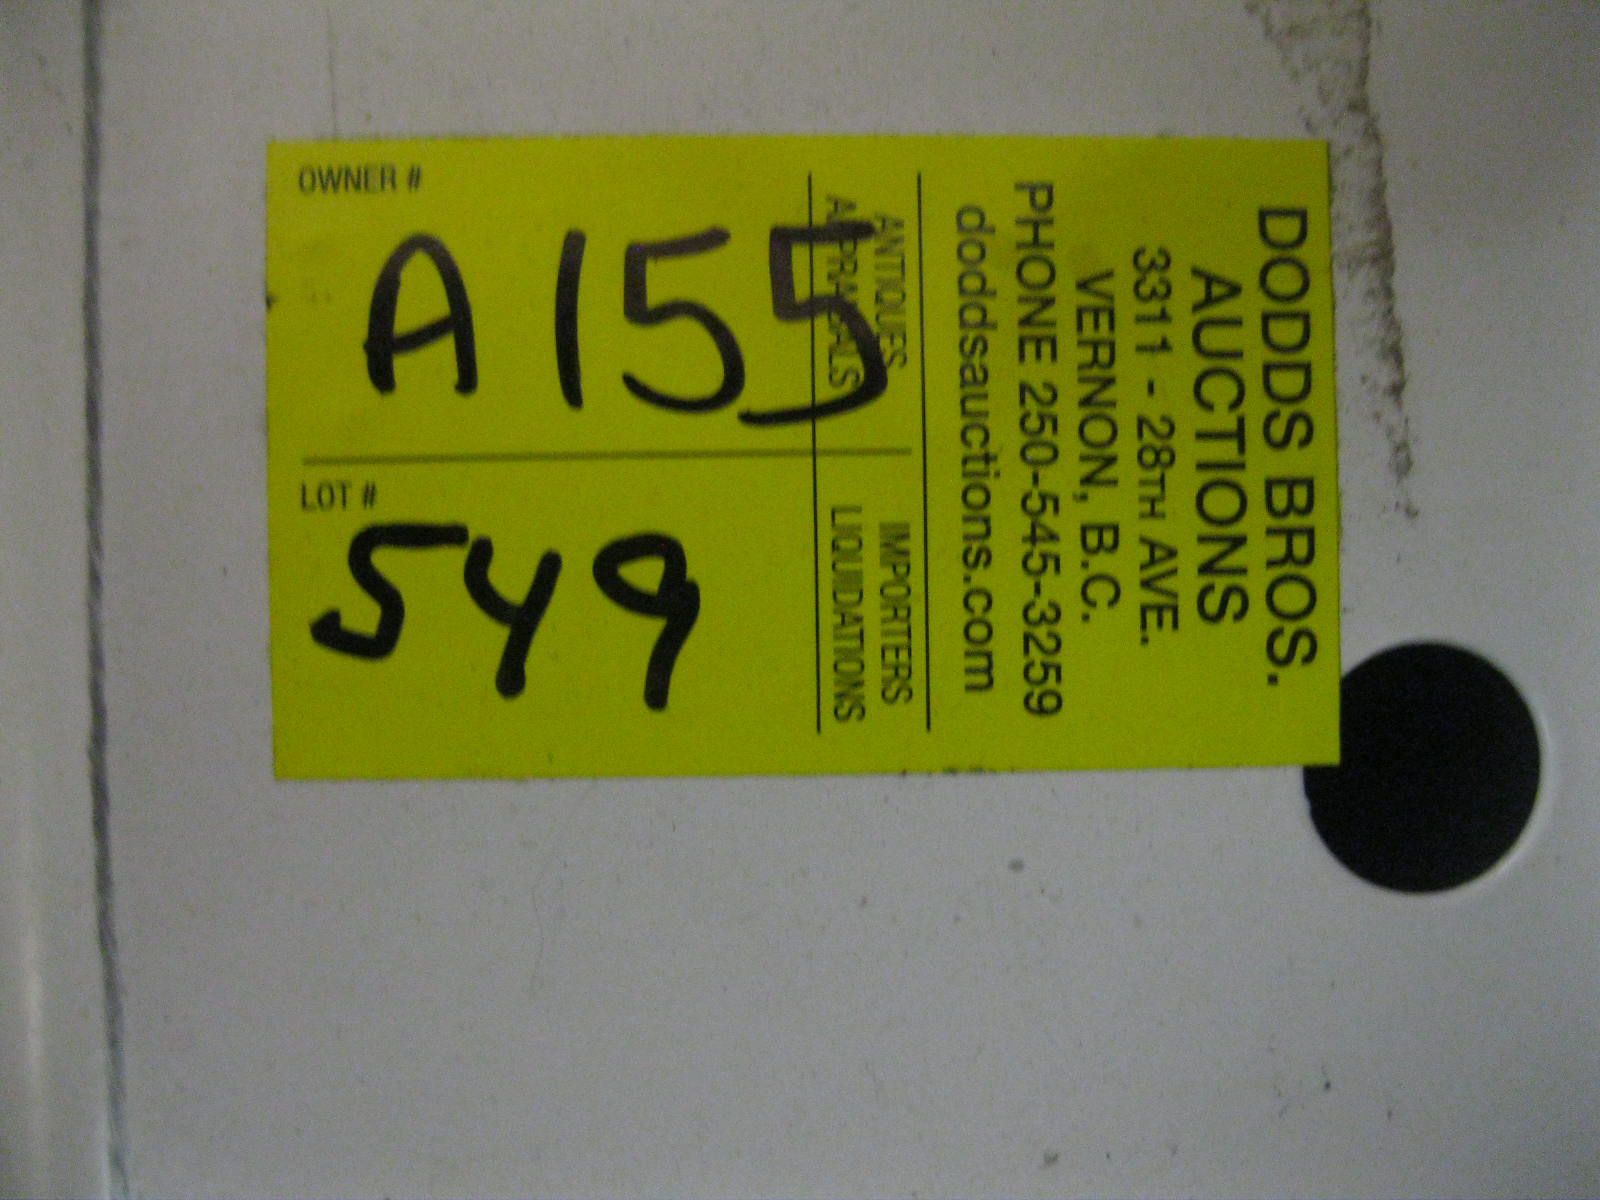 DODDS BROS.
AUCTIONS
3311 - 28TH AVE.
VERNON, B.C.
PHONE 250-545-3259
doddsauctions.com
ANTIQUES IMPORTERS
APPRAISALS LIQUIDATIONS
OWNER #
A155
LOT #
549